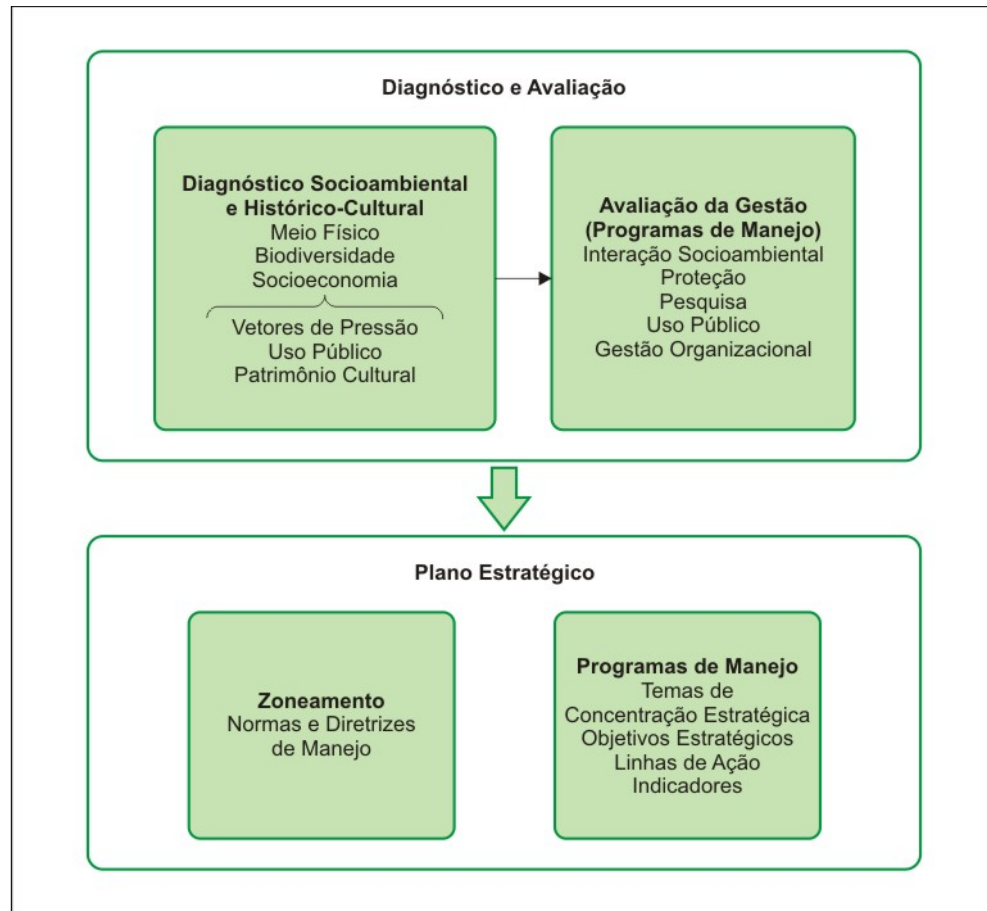 Diagnóstico e Avaliação
Diagnóstico Socioambiental
e Histórico-Cultural
Meio Físico
Biodiversidade
Socioeconomia
Vetores de Pressão
Uso Público
Patrimônio Cultural
Avaliação da Gestão
(Programas de Manejo)
Interação Socioambiental
Proteção
Pesquisa
Uso Público
Gestão Organizacional
Plano Estratégico
Zoneamento
Normas e Diretrizes
de Manejo
Programas de Manejo
Temas de
Concentração Estratégica
Objetivos Estratégicos
Linhas de Ação
Indicadores